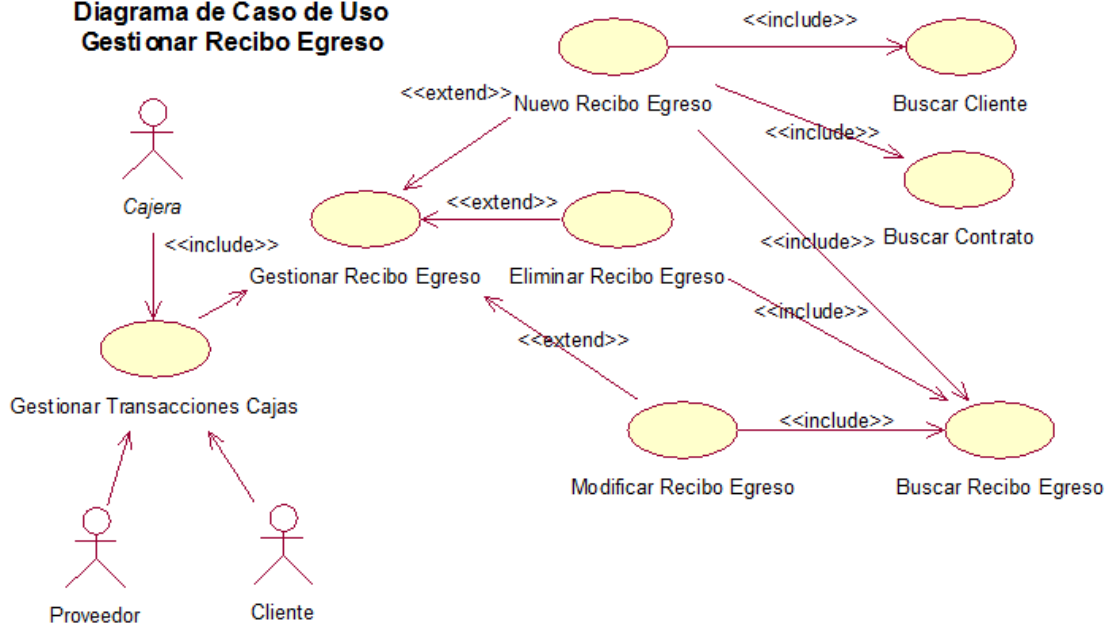 Diagrama de Caso de Uso
Gestionar Recibo Egreso
<<include>>
<<extend>>
Nuevo Recibo Egreso
Buscar Cliente
<<include>>
Cajera
<<extend>>
<<include>>
<<include>>
Buscar Contrato
Gestionar Recibo Egreso
Eliminar Recibo Egreso
<<include>>
<<extend>>
Gestionar Transacciones Cajas
<<include>>
Modificar Recibo Egreso
Buscar Recibo Egreso
Proveedor
Cliente